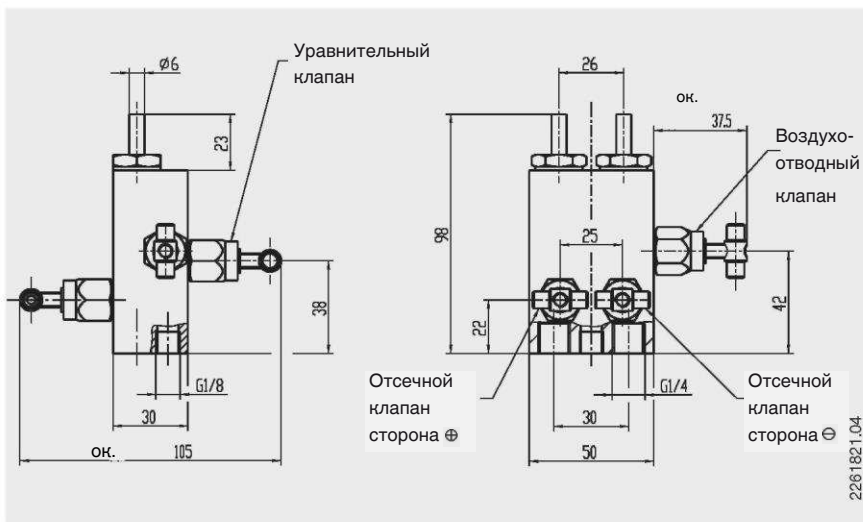 Ø6
Уравнительный
клапан
23
38
G1/8
30
ок.
105
26
ок.
37.5
Воздухо-
отводный
клапан
98
25
22
42
Отсечной
клапан
сторона ⊕
G1/4
Отсечной
клапан
сторона ⊖
30
50
2261821.04